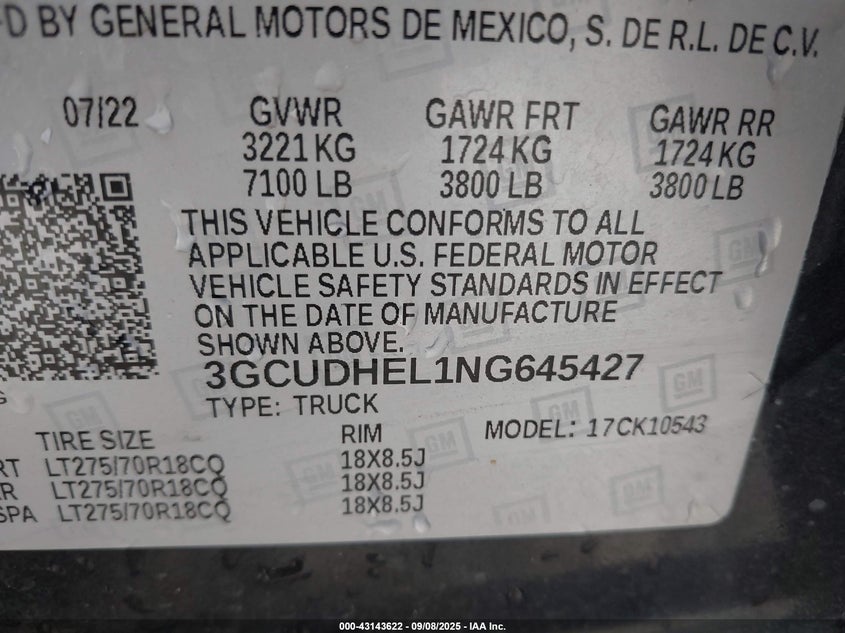 D BY GENERAL MOTORS DE MEXICO, S. DE R.L. DE C.V.
07/22 GVWR GAWR FRT GAWR RR
3221 KG 1724 KG 1724 KG
7100 LB 3800 LB 3800 LB
THIS VEHICLE CONFORMS TO ALL
APPLICABLE U.S. FEDERAL MOTOR
VEHICLE SAFETY STANDARDS IN EFFECT
ON THE DATE OF MANUFACTURE
SHOWN ABOVE.
3GCUDHEL1NG645427
TYPE: TRUCK
TIRE SIZE RIM MODEL: 17CK10543
RT LT275/70R18CQ 18X8.5J
R LT275/70R18CQ 18X8.5J
SPA LT275/70R18CQ 18X8.5J
000-43143622 - 09/08/2025 - IAA Inc.